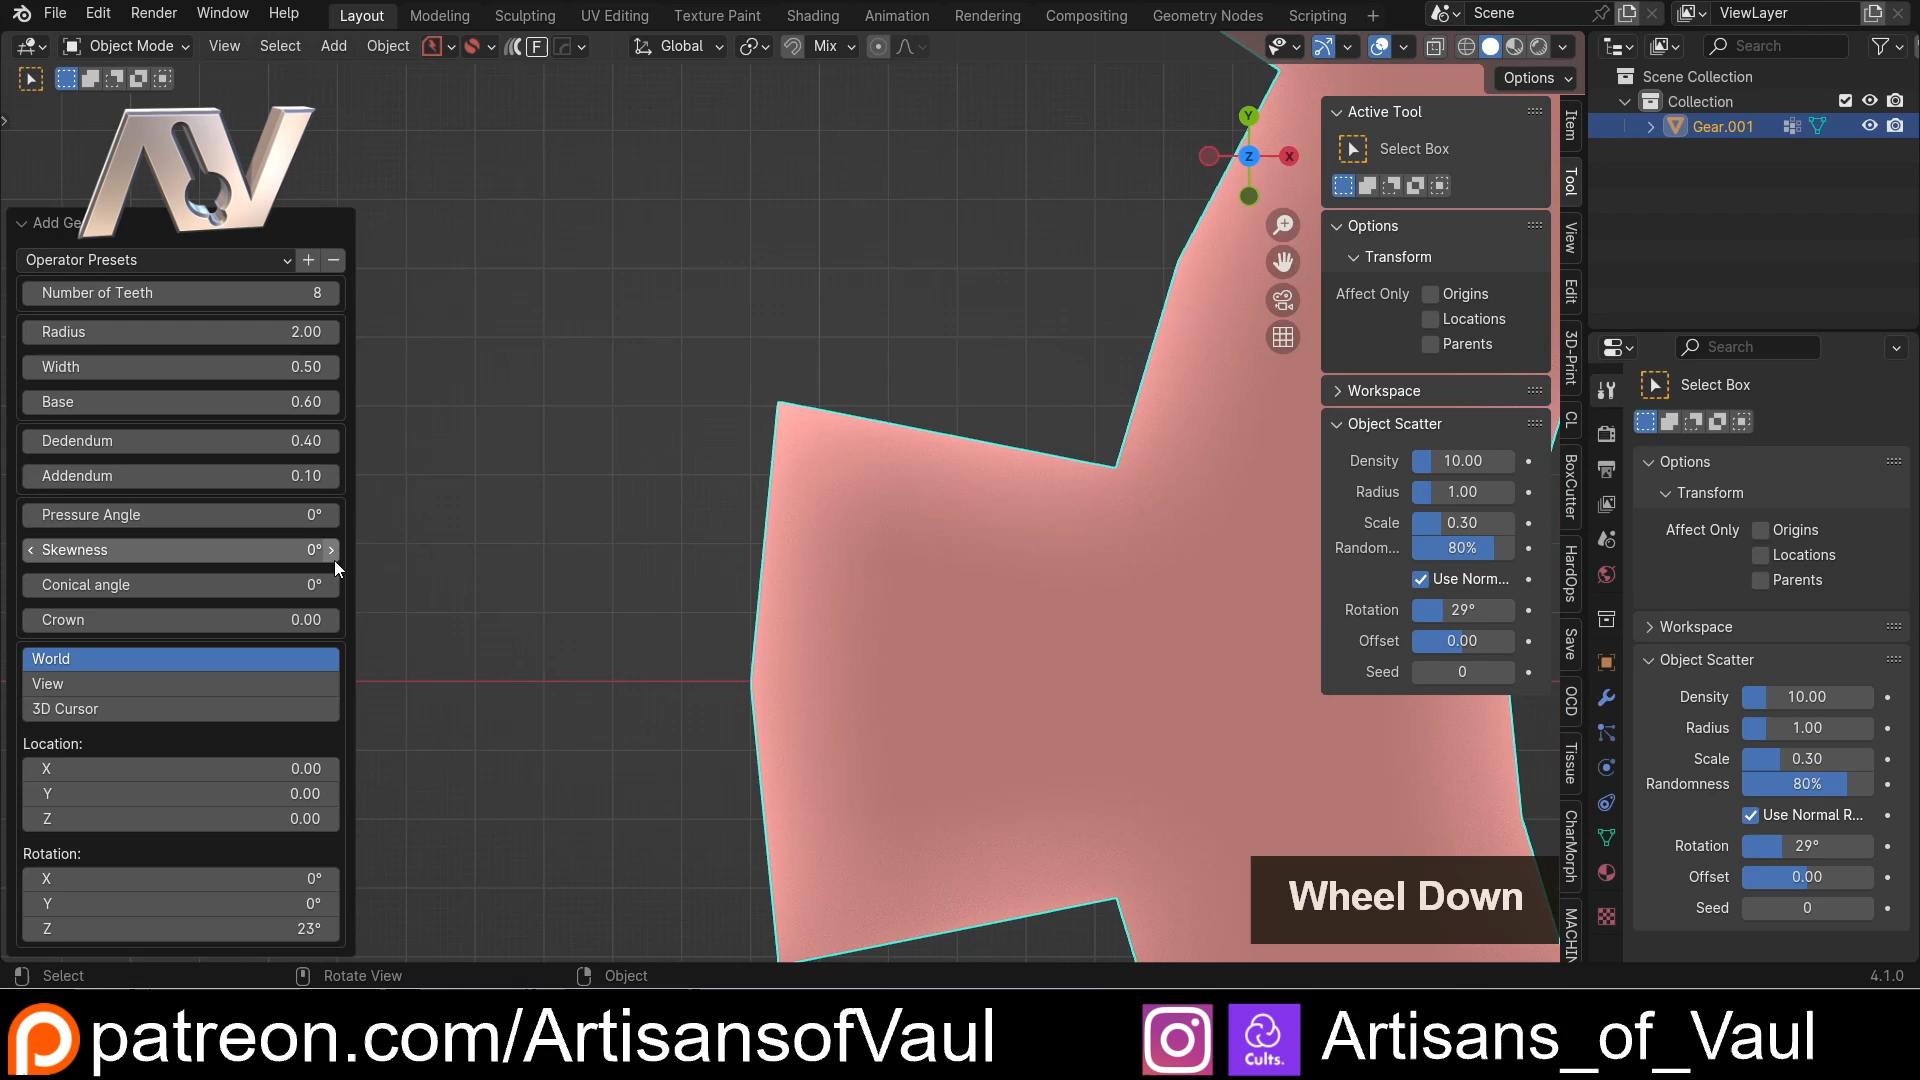 File Edit Render Window Help Layout Modeling Sculpting UV Editing Texture Paint Shading Animation Rendering Compositing Geometry Nodes Scripting + Scene ViewLayer
Object Mode View Select Add Object F Global Mix Search
Options
Scene Collection
Collection
Gear.001
Y
Z X
AV
Add Ge
Operator Presets + −
Number of Teeth 8
Radius 2.00
Width 0.50
Base 0.60
Dedendum 0.40
Addendum 0.10
Pressure Angle 0°
Skewness 0°
Conical angle 0°
Crown 0.00
World
View
3D Cursor
Location:
X 0.00
Y 0.00
Z 0.00
Rotation:
X 0°
Y 0°
Z 23°
Active Tool
Select Box
Options
Transform
Affect Only Origins
Locations
Parents
Workspace
Object Scatter
Density 10.00
Radius 1.00
Scale 0.30
Random... 80%
Use Norm...
Rotation 29°
Offset 0.00
Seed 0
Item
Tool
View
Edit
3D-Print
CL
BoxCutter
HardOps
Save
OCD
Tissue
CharMorph
MACHIN
Search
Select Box
Options
Transform
Affect Only Origins
Locations
Parents
Workspace
Object Scatter
Density 10.00
Radius 1.00
Scale 0.30
Randomness 80%
Use Normal R...
Rotation 29°
Offset 0.00
Seed 0
Wheel Down
Select Rotate View Object 4.1.0
patreon.com/ArtisansofVaul Cults. Artisans_of_Vaul